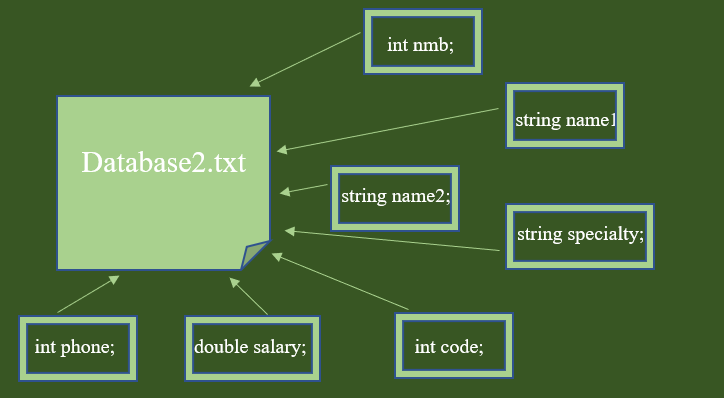 int nmb;
string name1
Database2.txt
string name2;
string specialty;
int phone;
double salary;
int code;